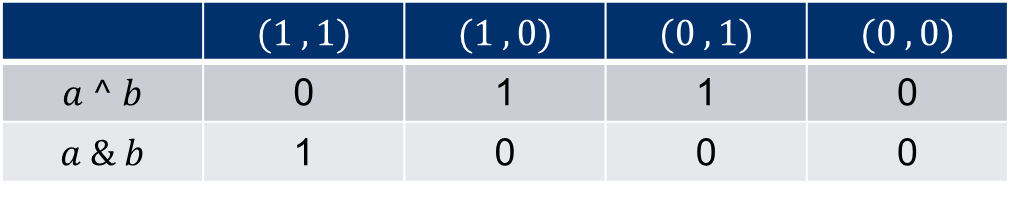 (1 , 1) (1 , 0) (0 , 1) (0 , 0)
a ^ b 0 1 1 0
a & b 1 0 0 0